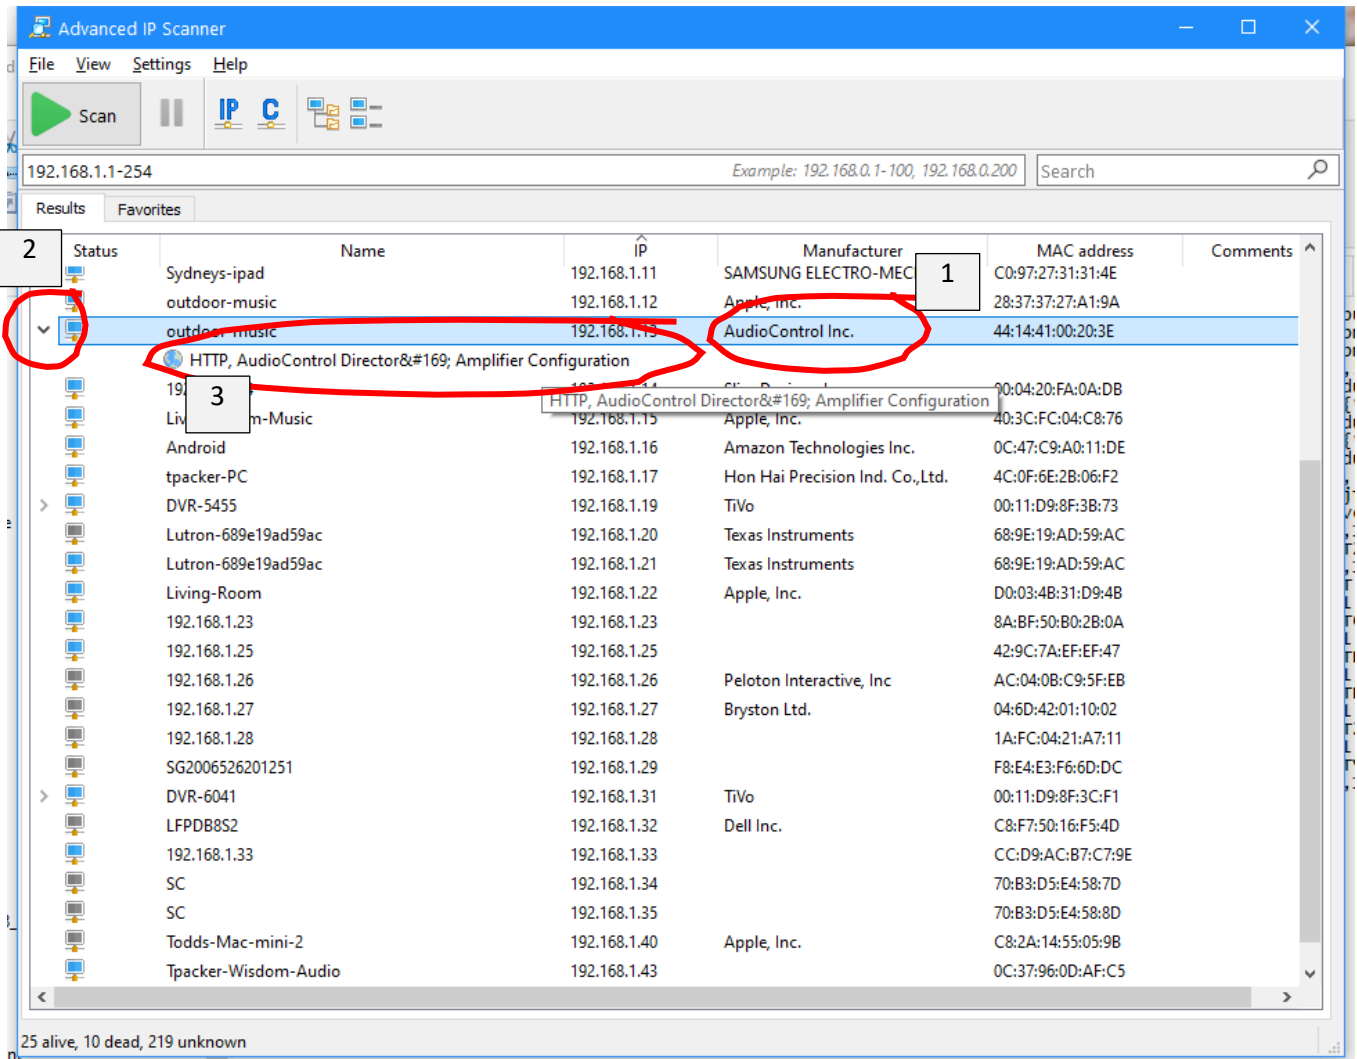 Advanced IP Scanner
File View Settings Help
Scan IP C
192.168.1.1-254 Example: 192.168.0.1-100, 192.168.0.200 Search
Results Favorites
2 Status Name IP Manufacturer MAC address Comments
Sydneys-ipad 192.168.1.11 SAMSUNG ELECTRO-MEC 1 C0:97:27:31:31:4E
outdoor-music 192.168.1.12 Apple, Inc. 28:37:37:27:A1:9A
outdoor-music 192.168.1.13 AudioControl Inc. 44:14:41:00:20:3E
HTTP, AudioControl Director&#169; Amplifier Configuration
3 00:04:20:FA:0A:DB
HTTP, AudioControl Director&#169; Amplifier Configuration
m-Music 192.168.1.15 Apple, Inc. 40:3C:FC:04:C8:76
Android 192.168.1.16 Amazon Technologies Inc. 0C:47:C9:A0:11:DE
tpacker-PC 192.168.1.17 Hon Hai Precision Ind. Co.,Ltd. 4C:0F:6E:2B:06:F2
DVR-5455 192.168.1.19 TiVo 00:11:D9:8F:3B:73
Lutron-689e19ad59ac 192.168.1.20 Texas Instruments 68:9E:19:AD:59:AC
Lutron-689e19ad59ac 192.168.1.21 Texas Instruments 68:9E:19:AD:59:AC
Living-Room 192.168.1.22 Apple, Inc. D0:03:4B:31:D9:4B
192.168.1.23 192.168.1.23 8A:BF:50:B0:2B:0A
192.168.1.25 192.168.1.25 42:9C:7A:EF:EF:47
192.168.1.26 192.168.1.26 Peloton Interactive, Inc AC:04:0B:C9:5F:EB
192.168.1.27 192.168.1.27 Bryston Ltd. 04:6D:42:01:10:02
192.168.1.28 192.168.1.28 1A:FC:04:21:A7:11
SG2006526201251 192.168.1.29 F8:E4:E3:F6:6D:DC
DVR-6041 192.168.1.31 TiVo 00:11:D9:8F:3C:F1
LFPDB8S2 192.168.1.32 Dell Inc. C8:F7:50:16:F5:4D
192.168.1.33 192.168.1.33 CC:D9:AC:B7:C7:9E
SC 192.168.1.34 70:B3:D5:E4:58:7D
SC 192.168.1.35 70:B3:D5:E4:58:8D
Todds-Mac-mini-2 192.168.1.40 Apple, Inc. C8:2A:14:55:05:9B
Tpacker-Wisdom-Audio 192.168.1.43 0C:37:96:0D:AF:C5
25 alive, 10 dead, 219 unknown